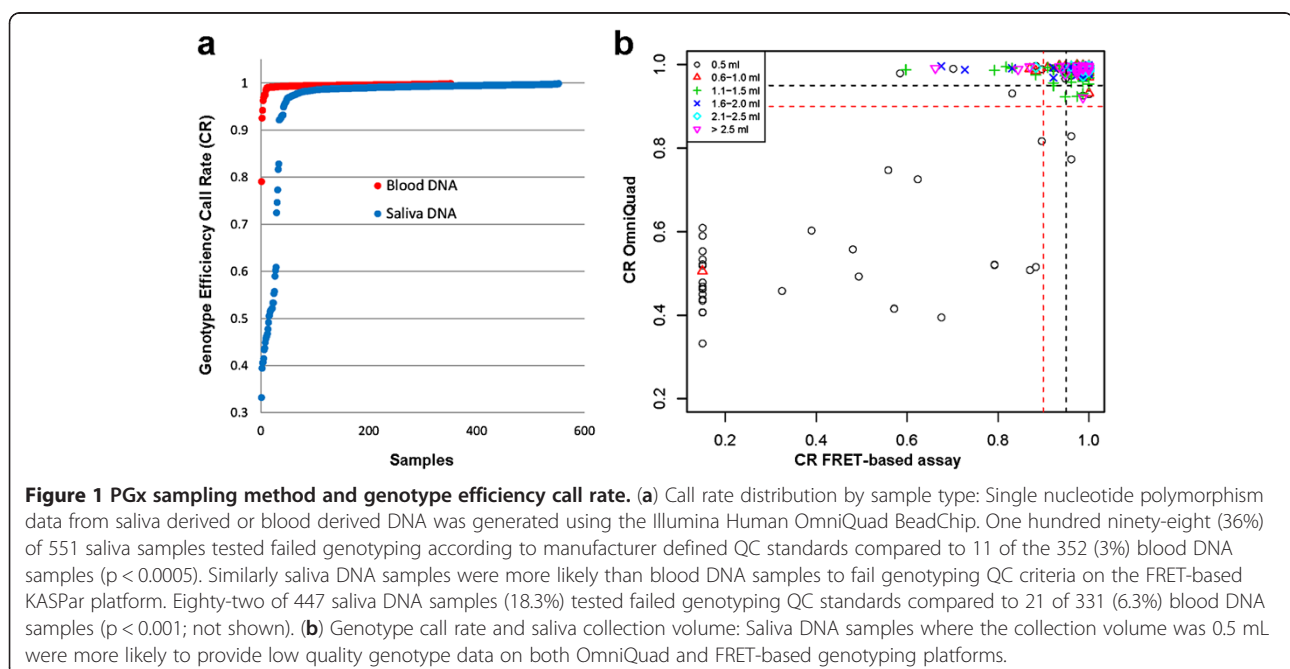 a
b
Genotype Efficiency Call Rate (CR)
1
0.9
0.8
0.7
0.6
0.5
0.4
0.3
0
200
400
600
Samples
Blood DNA
Saliva DNA
CR OmniQuad
1.0
0.8
0.6
0.4
0.2
0.2
0.4
0.6
0.8
1.0
CR FRET-based assay
0.5 ml
0.6−1.0 ml
1.1−1.5 ml
1.6−2.0 ml
2.1−2.5 ml
> 2.5 ml
Figure 1 PGx sampling method and genotype efficiency call rate. (a) Call rate distribution by sample type: Single nucleotide polymorphism
data from saliva derived or blood derived DNA was generated using the Illumina Human OmniQuad BeadChip. One hundred ninety-eight (36%)
of 551 saliva samples tested failed genotyping according to manufacturer defined QC standards compared to 11 of the 352 (3%) blood DNA
samples (p < 0.0005). Similarly saliva DNA samples were more likely than blood DNA samples to fail genotyping QC criteria on the FRET-based
KASPar platform. Eighty-two of 447 saliva DNA samples (18.3%) tested failed genotyping QC standards compared to 21 of 331 (6.3%) blood DNA
samples (p < 0.001; not shown). (b) Genotype call rate and saliva collection volume: Saliva DNA samples where the collection volume was 0.5 mL
were more likely to provide low quality genotype data on both OmniQuad and FRET-based genotyping platforms.